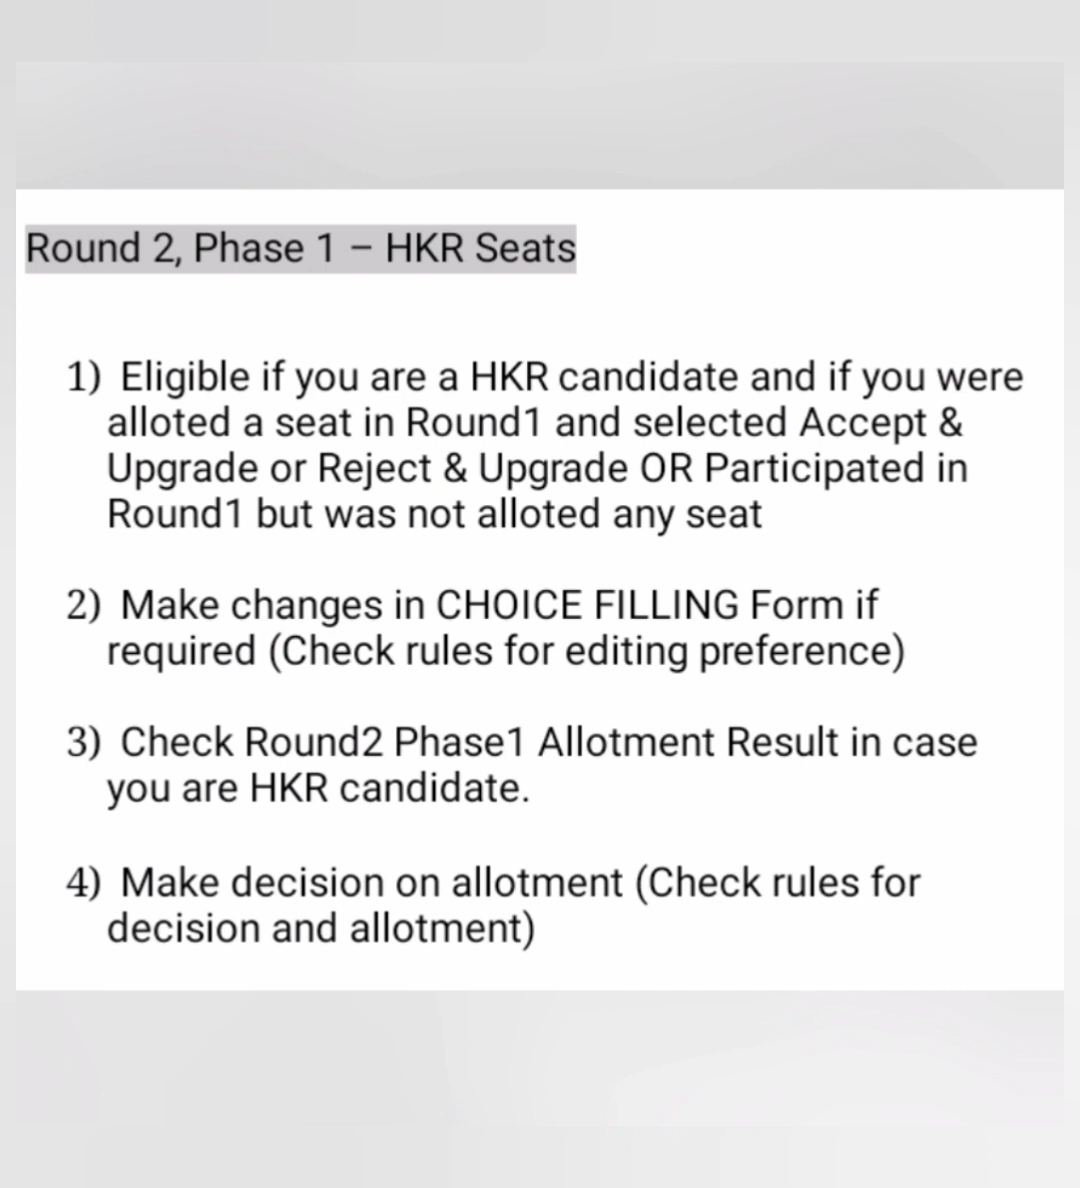 Round 2, Phase 1 – HKR Seats
1) Eligible if you are a HKR candidate and if you were
alloted a seat in Round1 and selected Accept &
Upgrade or Reject & Upgrade OR Participated in
Round1 but was not alloted any seat
2) Make changes in CHOICE FILLING Form if
required (Check rules for editing preference)
3) Check Round2 Phase1 Allotment Result in case
you are HKR candidate.
4) Make decision on allotment (Check rules for
decision and allotment)